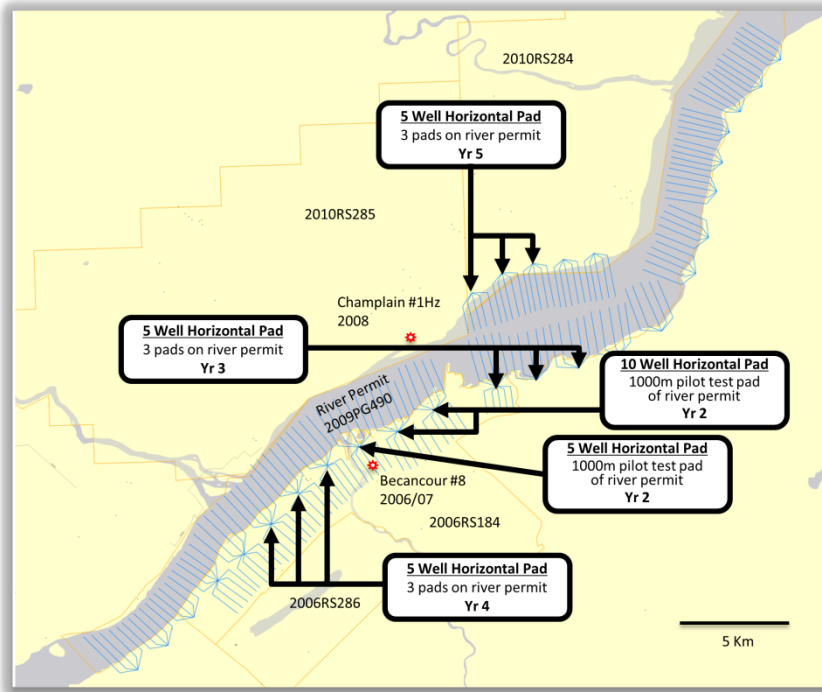 2010RS284
5 Well Horizontal Pad
3 pads on river permit
Yr 5
2010RS285
Champlain #1Hz
2008
5 Well Horizontal Pad
3 pads on river permit
Yr 3
10 Well Horizontal Pad
1000m pilot test pad
of river permit
Yr 2
River Permit
2009PG490
5 Well Horizontal Pad
1000m pilot test pad
of river permit
Yr 2
Becancour #8
2006/07
2006RS184
5 Well Horizontal Pad
3 pads on river permit
Yr 4
2006RS286
5 Km